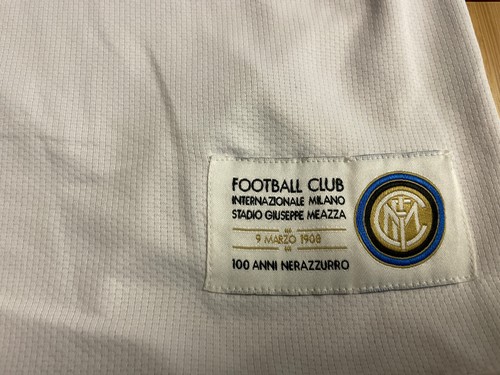 FOOTBALL CLUB
INTERNAZIONALE MILANO
STADIO GIUSEPPE MEAZZA
9 MARZO 1908
100 ANNI NERAZZURRO